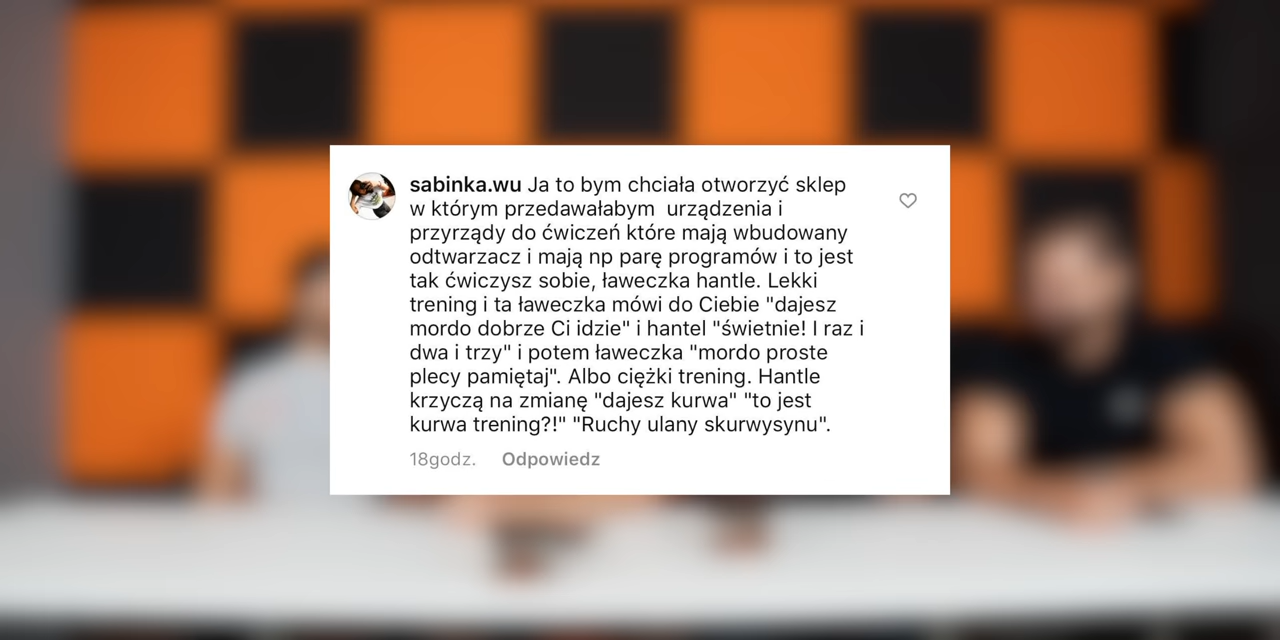 sabinka.wu Ja to bym chciała otworzyć sklep
w którym przedawałabym  urządzenia i
przyrządy do ćwiczeń które mają wbudowany
odtwarzacz i mają np parę programów i to jest
tak ćwiczysz sobie, ławeczka hantle. Lekki
trening i ta ławeczka mówi do Ciebie "dajesz
mordo dobrze Ci idzie" i hantel "świetnie! I raz i
dwa i trzy" i potem ławeczka "mordo proste
plecy pamiętaj". Albo ciężki trening. Hantle
krzyczą na zmianę "dajesz kurwa" "to jest
kurwa trening?!" "Ruchy ulany skurwysynu".
18godz. Odpowiedz